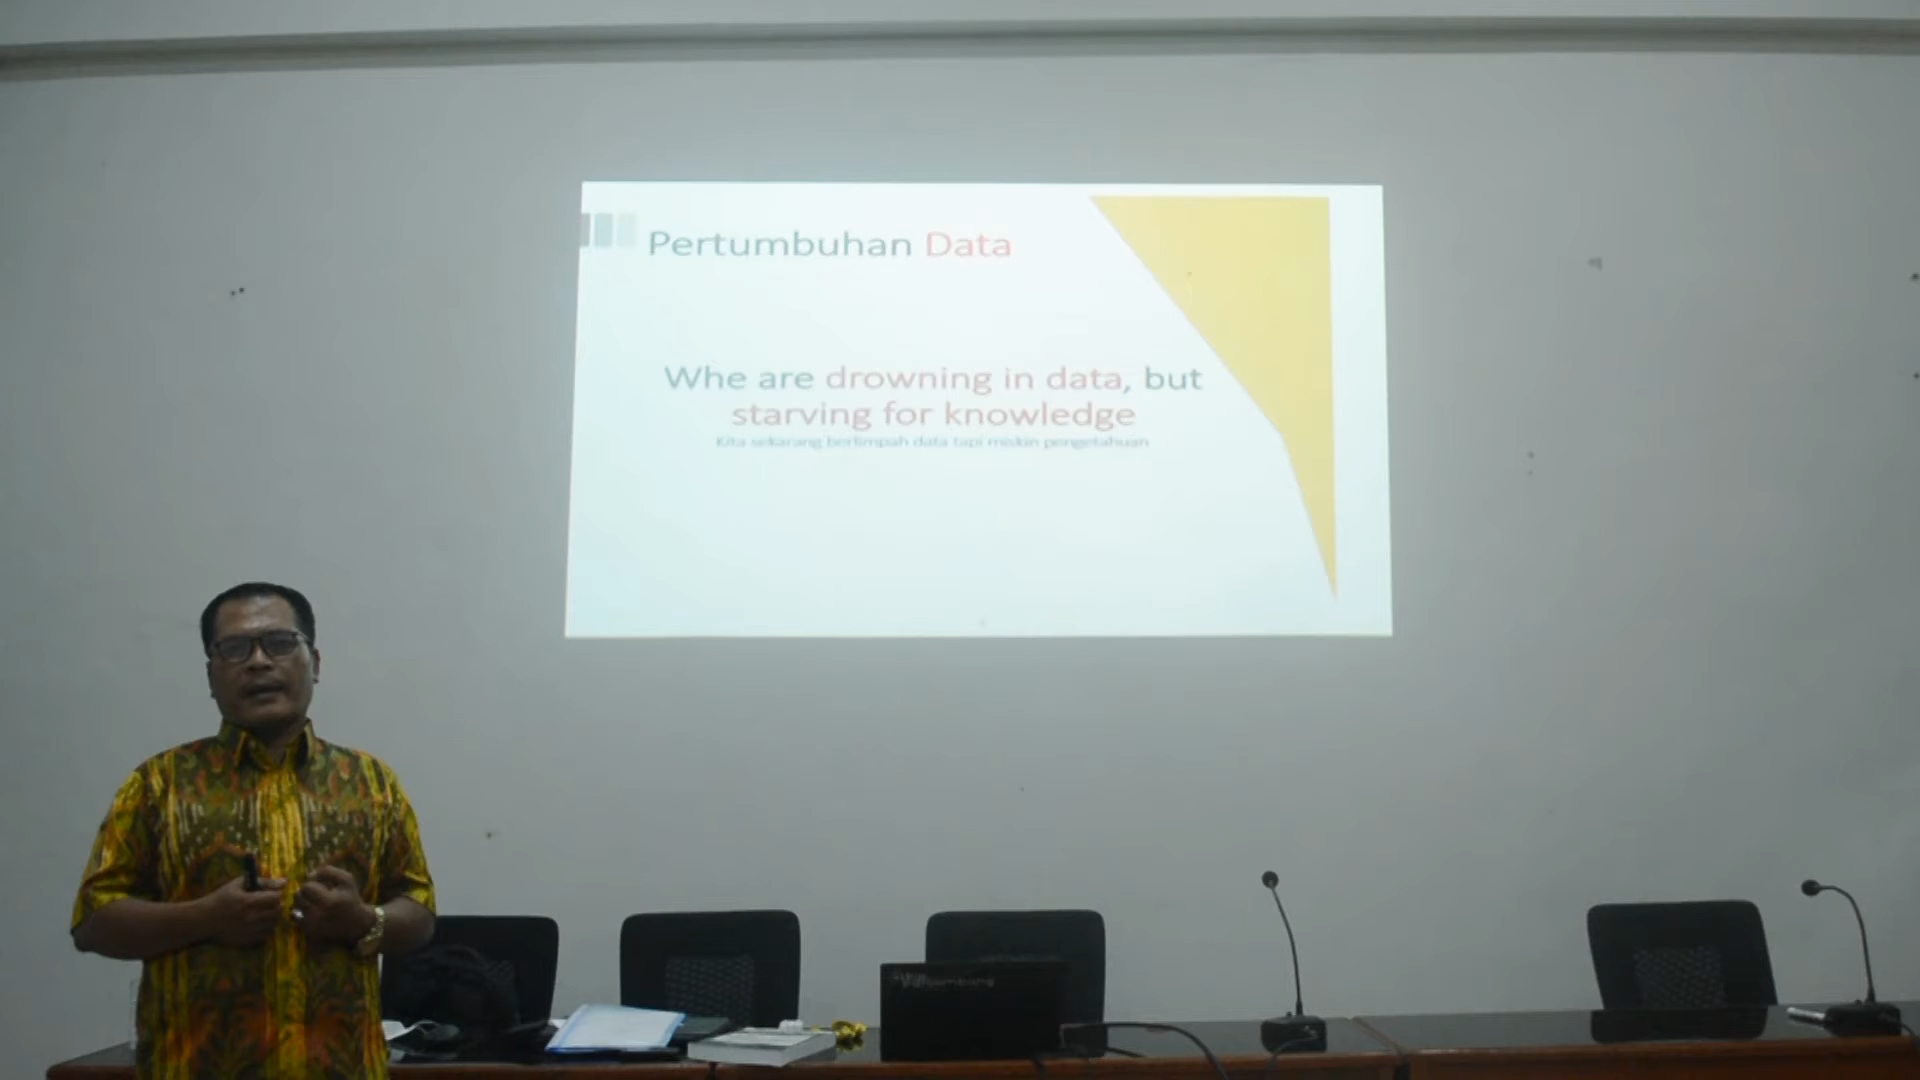 Pertumbuhan Data
Whe are drowning in data, but
starving for knowledge
Kita sekarang berlimpah data tapi miskin pengetahuan